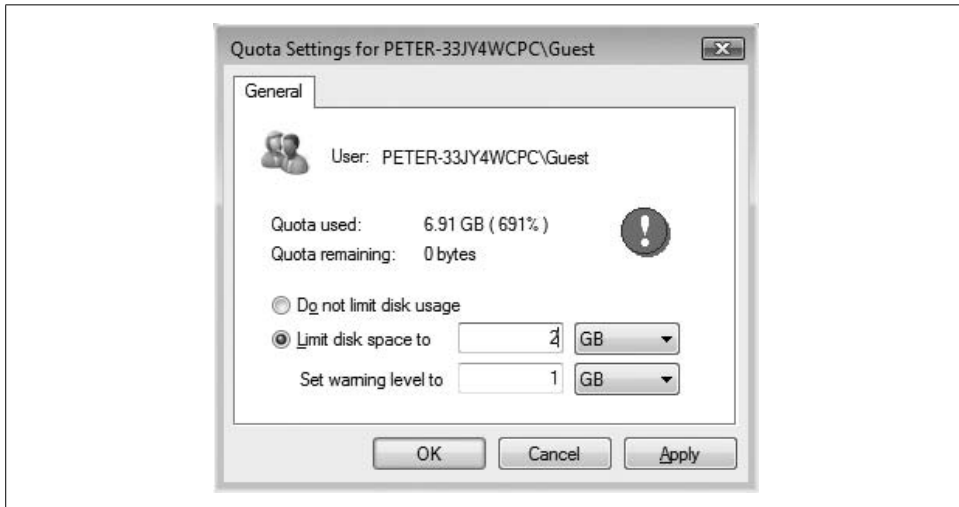 Quota Settings for PETER-33JY4WCPC\Guest
General
User: PETER-33JY4WCPC\Guest
Quota used: 6.91 GB ( 691% )
Quota remaining: 0 bytes
Do not limit disk usage
Limit disk space to 2 GB
Set warning level to 1 GB
OK Cancel Apply